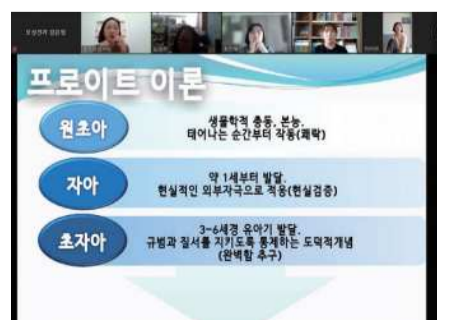 프로이트 이론
원초아
생물학적 충동, 본능.
태어나는 순간부터 작동(쾌락)
자아
약 1세부터 발달.
현실적인 외부자극으로 적응(현실검증)
초자아
3-6세경 유아기 발달.
규범과 질서를 지키도록 통제하는 도덕적개념
(완벽함 추구)